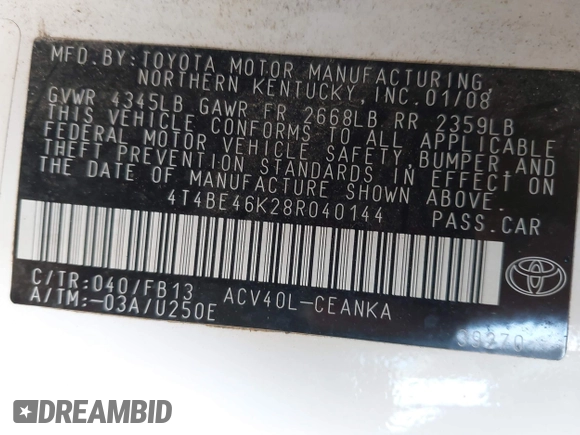 MFD.BY:TOYOTA MOTOR MANUFACTURING,
NORTHERN KENTUCKY,INC.01/08
GVWR 4345LB GAWR FR 2668LB RR 2359LB
THIS VEHICLE CONFORMS TO ALL APPLICABLE
FEDERAL MOTOR VEHICLE SAFETY,BUMPER AND
THEFT PREVENTION STANDARDS IN EFFECT ON
THE DATE OF MANUFACTURE SHOWN ABOVE.
4T4BE46K28R040144 PASS.CAR
C/TR:040/FB13 ACV40L-CEANKA
A/TM:-03A/U250E
DREAMBID